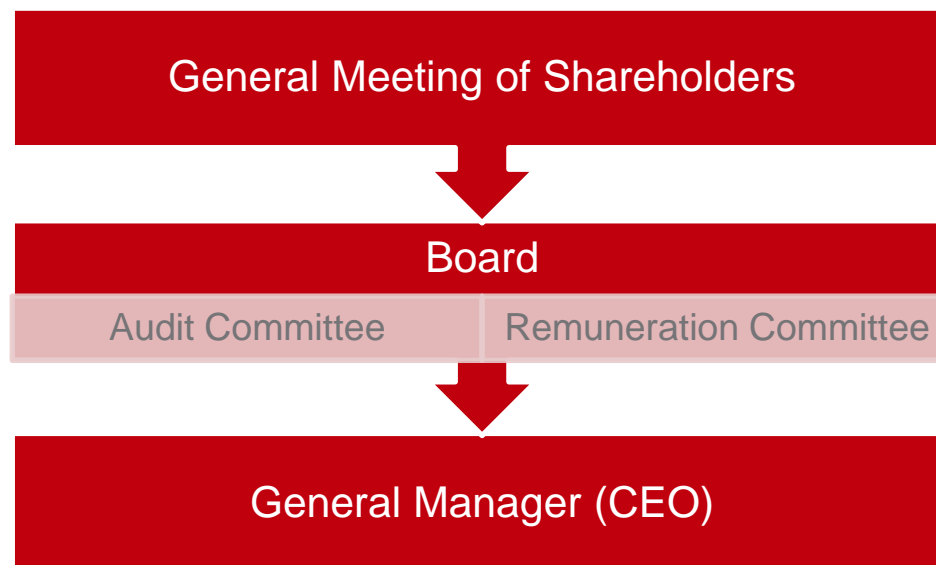 General Meeting of Shareholders
Board
Audit Committee
Remuneration Committee
General Manager (CEO)